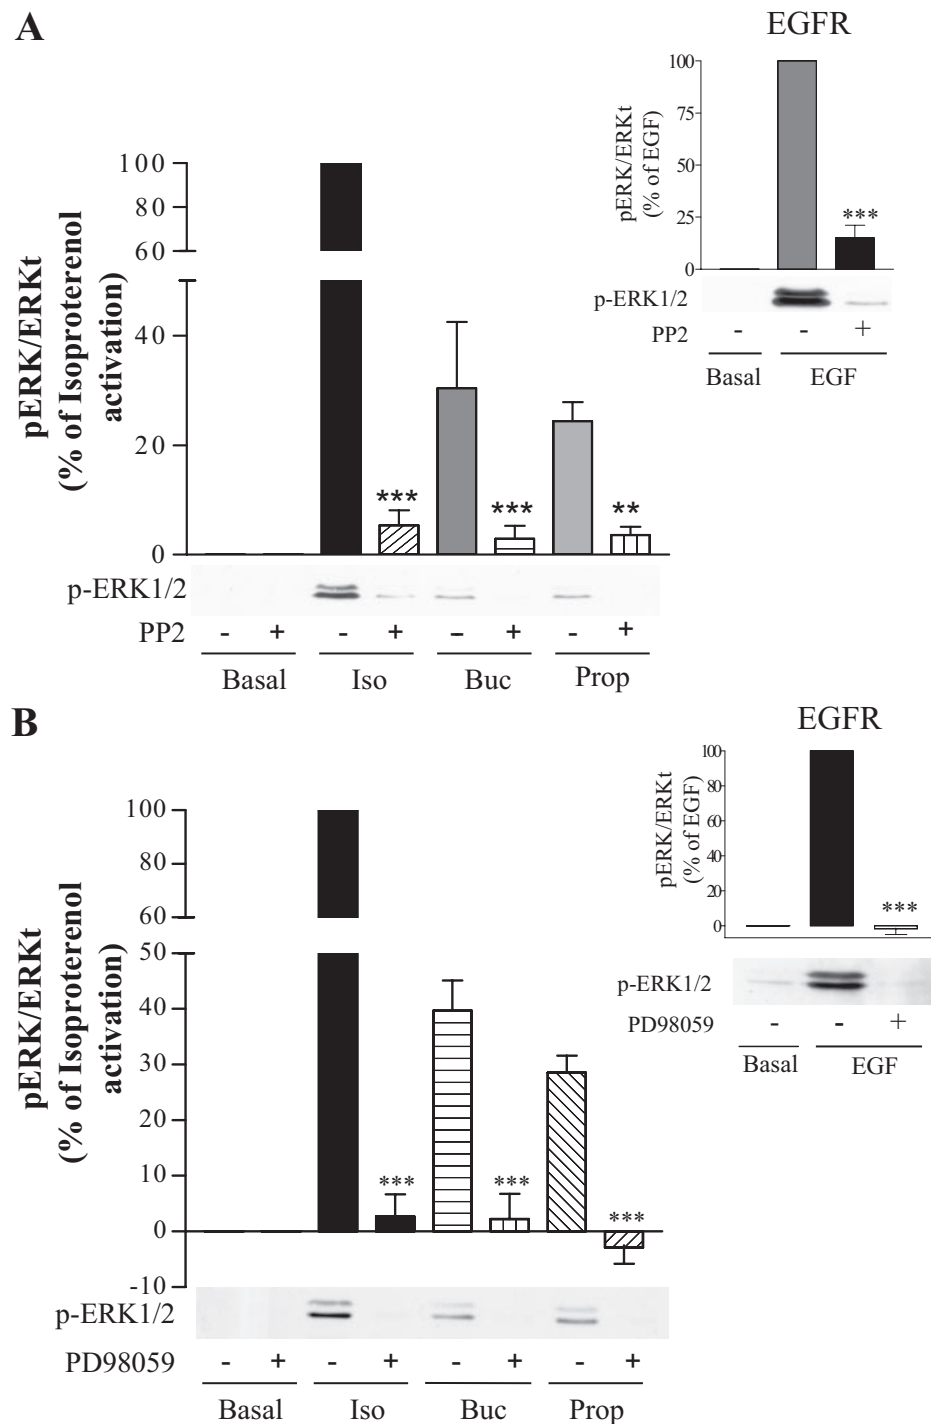 A
EGFR
pERK/ERKt
(% of EGF)
100
75
50
25
0
***
p-ERK1/2
PP2 - - +
Basal EGF
pERK/ERKt
(% of Isoproterenol
activation)
100
80
60
40
20
0
*** *** **
p-ERK1/2
PP2 - + - + - + - +
Basal Iso Buc Prop
B
EGFR
pERK/ERKt
(% of EGF)
100
80
60
40
20
0
***
p-ERK1/2
PD98059 - - +
Basal EGF
pERK/ERKt
(% of Isoproterenol
activation)
100
80
60
50
40
30
20
10
0
-10
*** *** ***
p-ERK1/2
PD98059 - + - + - + - +
Basal Iso Buc Prop